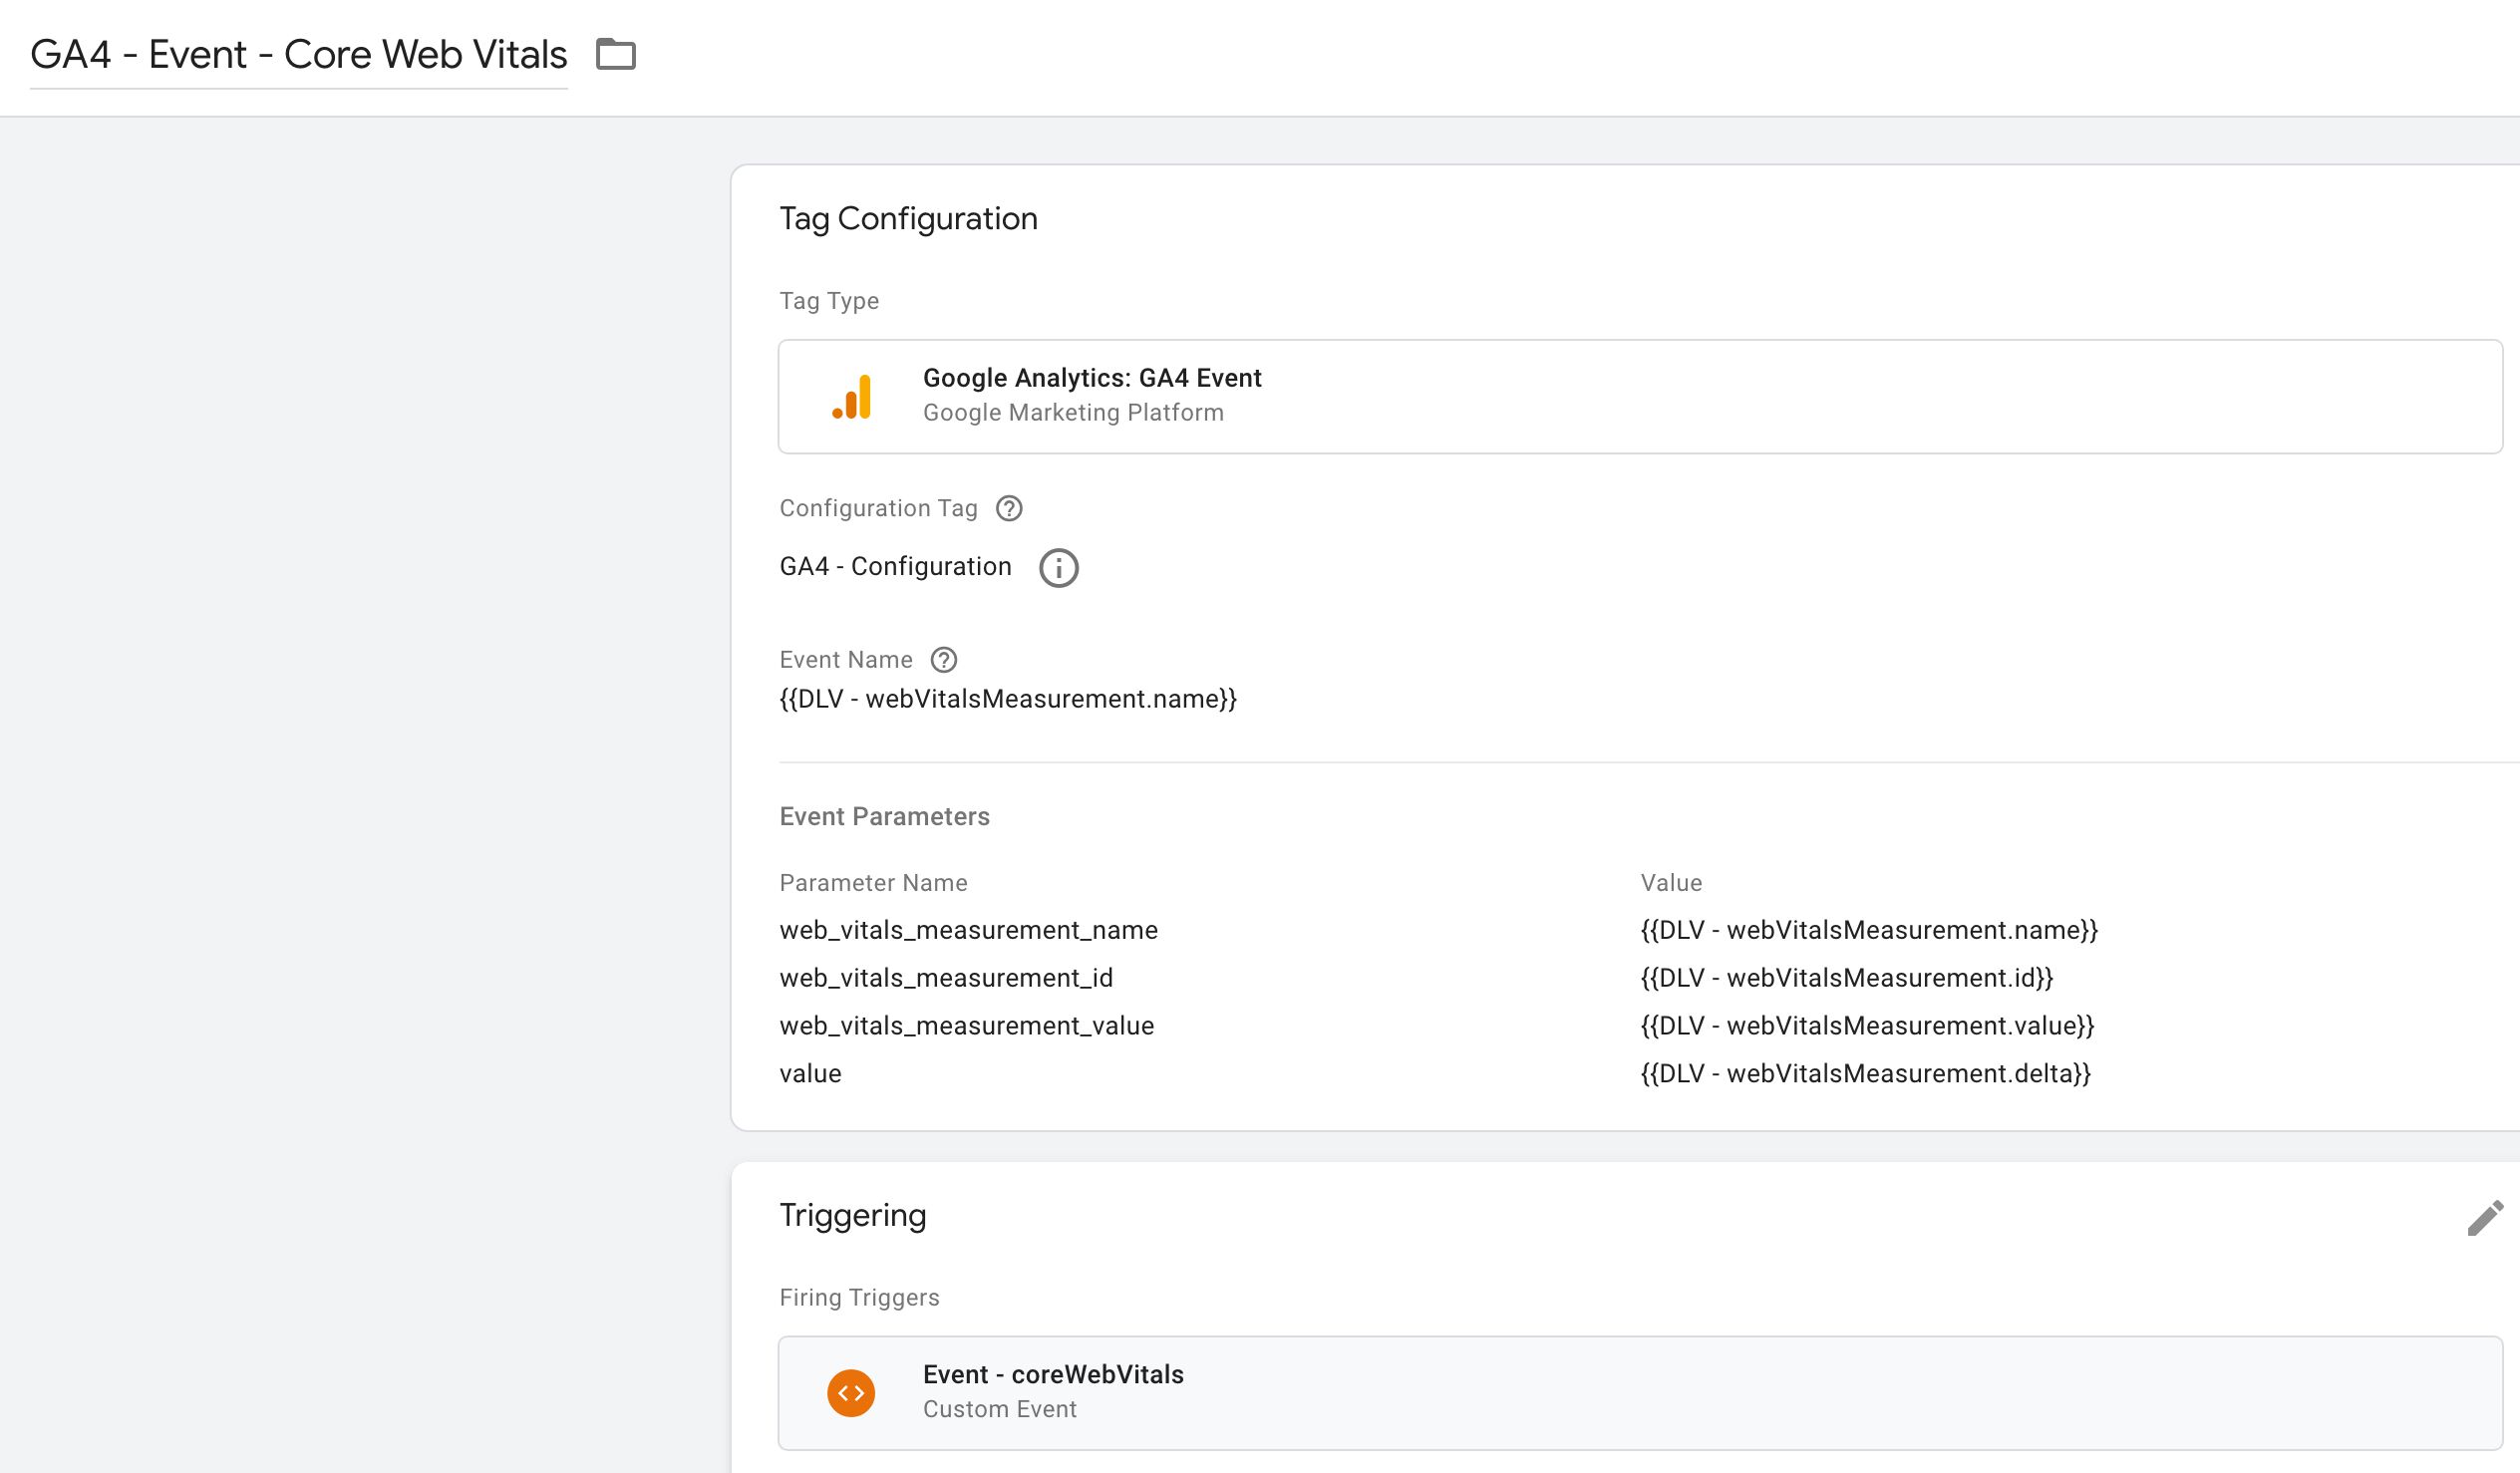 GA4 - Event - Core Web Vitals
Tag Configuration
Tag Type
Google Analytics: GA4 Event
Google Marketing Platform
Configuration Tag
GA4 - Configuration
Event Name
{{DLV - webVitalsMeasurement.name}}
Event Parameters
Parameter Name Value
web_vitals_measurement_name {{DLV - webVitalsMeasurement.name}}
web_vitals_measurement_id {{DLV - webVitalsMeasurement.id}}
web_vitals_measurement_value {{DLV - webVitalsMeasurement.value}}
value {{DLV - webVitalsMeasurement.delta}}
Triggering
Firing Triggers
Event - coreWebVitals
Custom Event